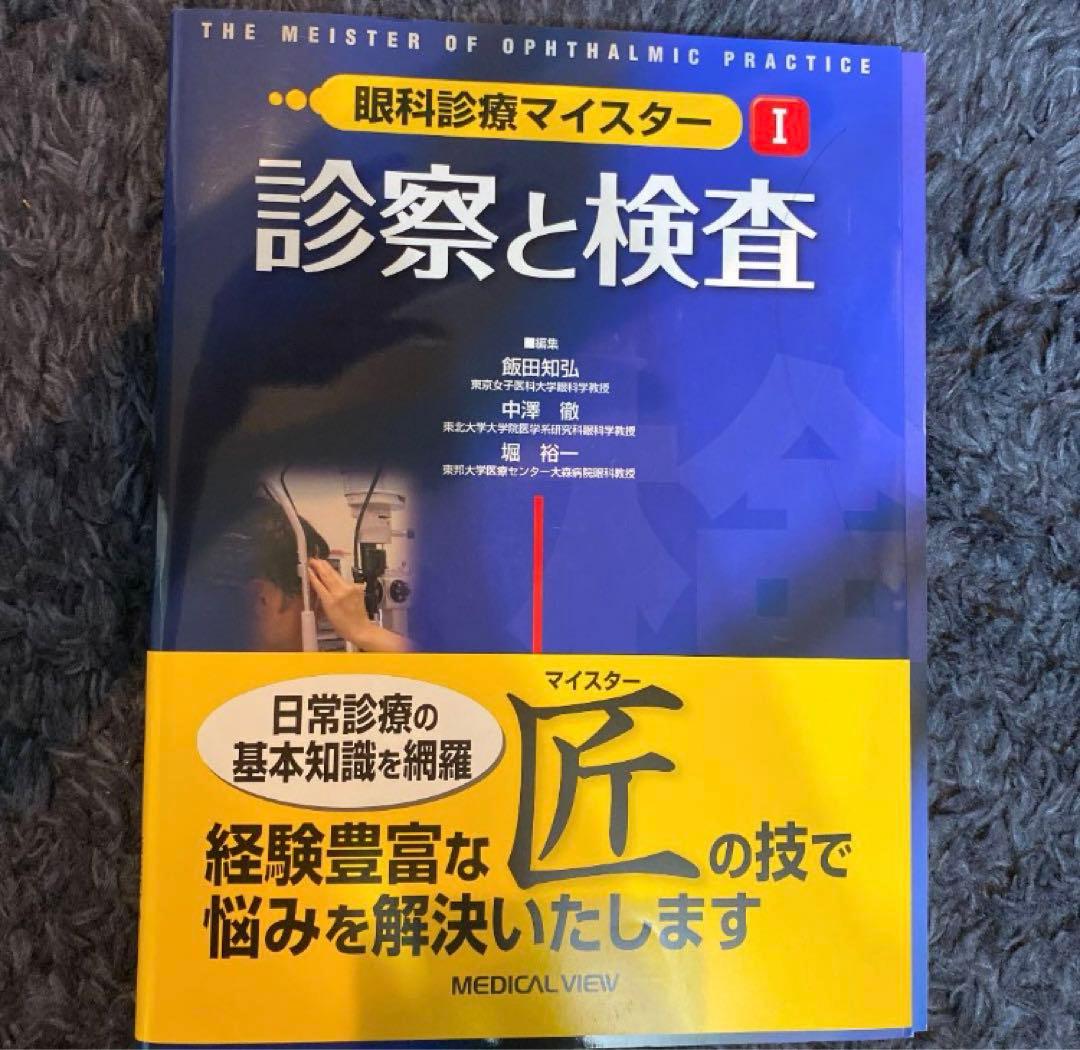 THE MEISTER OF OPHTHALMIC PRACTICE
眼科診療マイスター I
診察と検査
■編集
飯田知弘
東京女子医科大学眼科学教授
中澤 徹
東北大学大学院医学系研究科眼科学教授
堀 裕一
東邦大学医療センター大森病院眼科教授
日常診療の
基本知識を網羅
マイスター
経験豊富な匠の技で
悩みを解決いたします
MEDICAL VIEW